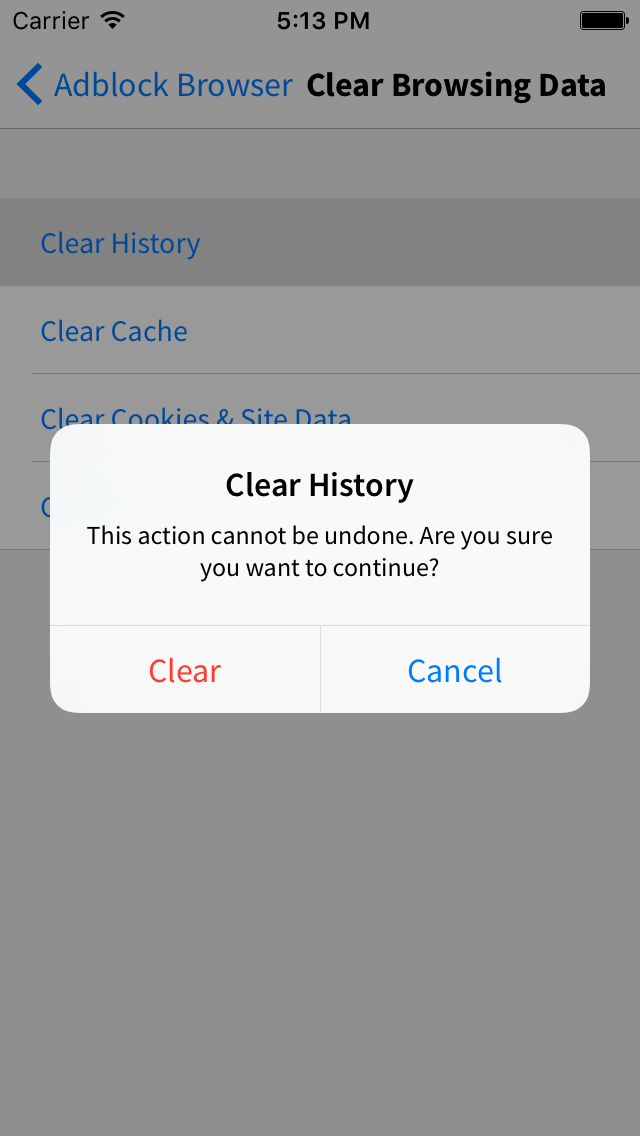 Carrier 5:13 PM
Adblock Browser Clear Browsing Data
Clear History
Clear Cache
Clear Cookies & Site Data
Clear History
This action cannot be undone. Are you sure
you want to continue?
Clear Cancel